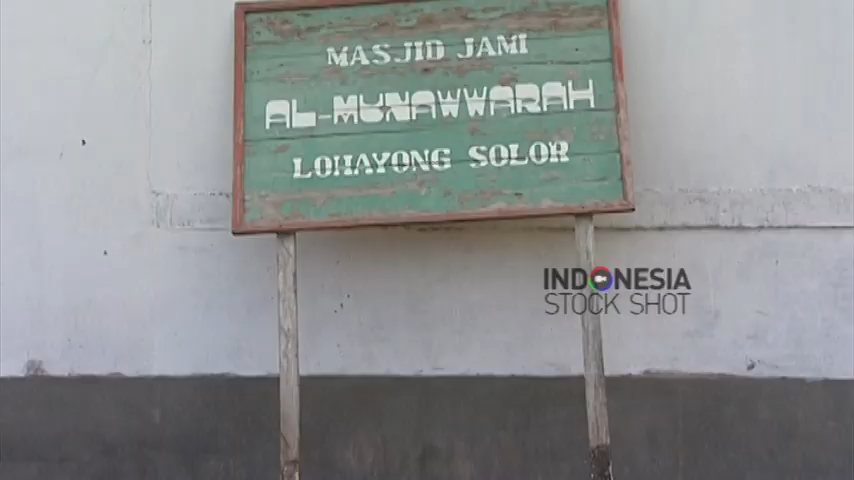 MASJID JAMI
AL-MUNAWWARAH
LOHAYONG SOLOR
INDONESIA
STOCK SHOT